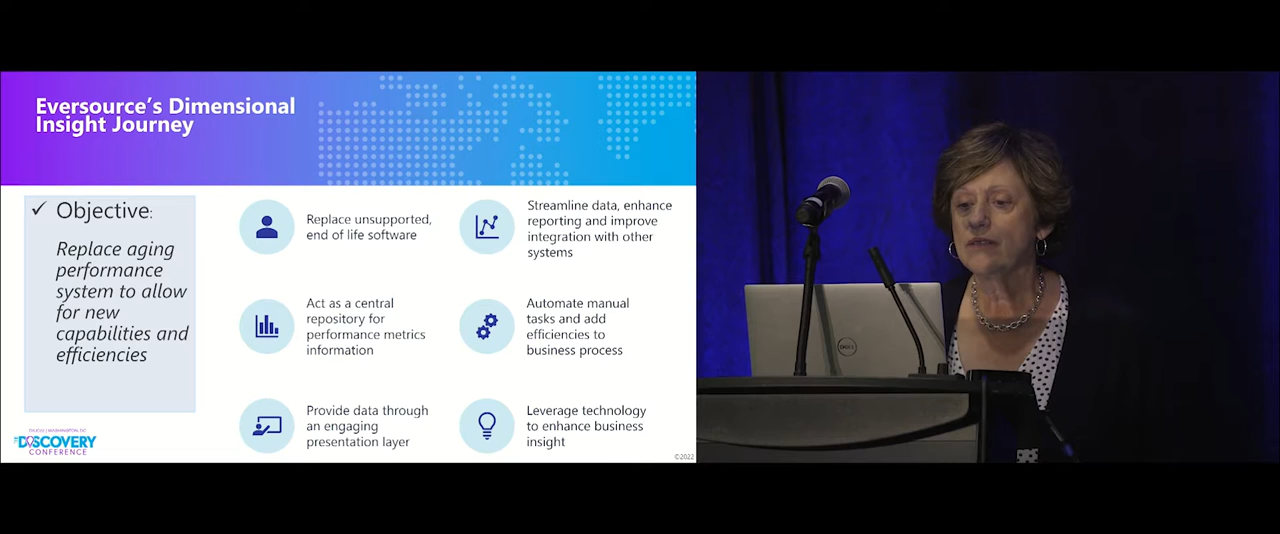 Eversource's Dimensional
Insight Journey
✓ Objective:
Replace aging
performance
system to allow
for new
capabilities and
efficiencies
Replace unsupported,
end of life software
Streamline data, enhance
reporting and improve
integration with other
systems
Act as a central
repository for
performance metrics
information
Automate manual
tasks and add
efficiencies to
business process
Provide data through
an engaging
presentation layer
Leverage technology
to enhance business
insight
DISCOVERY
CONFERENCE
©2022
DELL